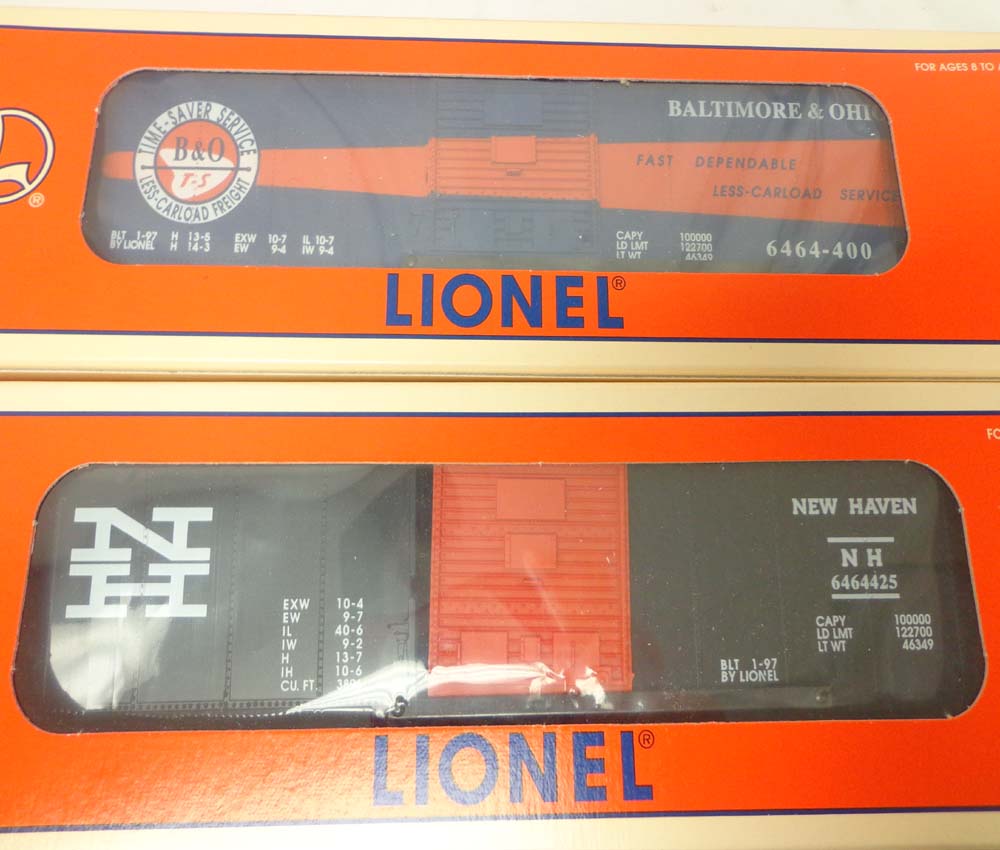 FOR AGES 8 TO
TIME-SAVER SERVICE
B&O
T-S
LESS-CARLOAD FREIGHT
BALTIMORE & OHIO
FAST DEPENDABLE
LESS-CARLOAD SERVICE
BLT 1-97 H 13-5 EXW 10-7 IL 10-7
BY LIONEL H 14-3 EW 9-4 IW 9-4
CAPY 100000
LD LMT 122700
LT WT 46349
6464-400
LIONEL®
L
®
NH
NEW HAVEN
N H
6464425
EXW 10-4
EW 9-7
IL 40-6
IW 9-2
H 13-7
IH 10-6
CU. FT.
CAPY 100000
LD LMT 122700
LT WT 46349
BLT 1-97
BY LIONEL
LIONEL®